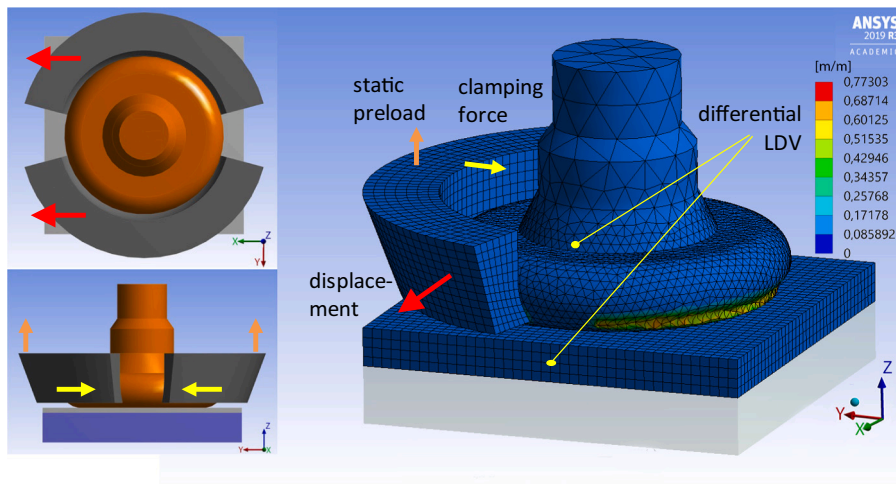 ANSYS
2019 R3
ACADEMIC
[m/m]
static
preload
clamping
force
differential
LDV
displace-
ment
0,77303
0,68714
0,60125
0,51535
0,42946
0,34357
0,25768
0,17178
0,085892
0
X
Z
Y
Z
Y
X
Z
Y
X